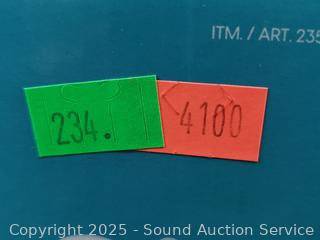 ITM. / ART. 235
234. 4100
Copyright 2025 - Sound Auction Service